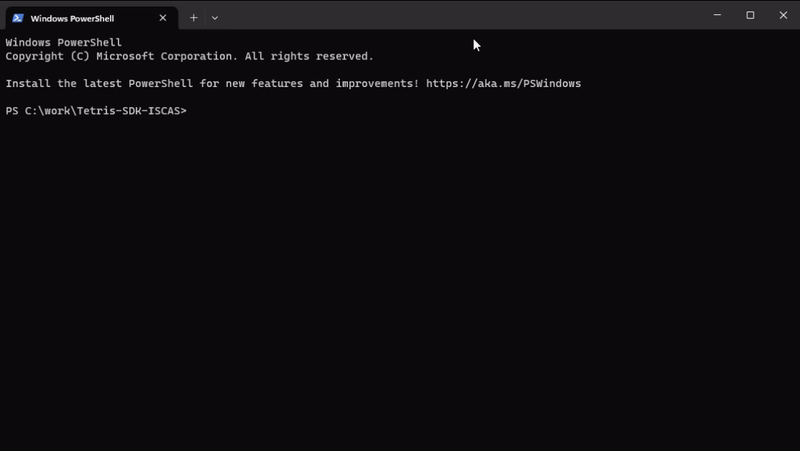 Windows PowerShell
Windows PowerShell
Copyright (C) Microsoft Corporation. All rights reserved.
Install the latest PowerShell for new features and improvements! https://aka.ms/PSWindows
PS C:\work\Tetris-SDK-ISCAS>